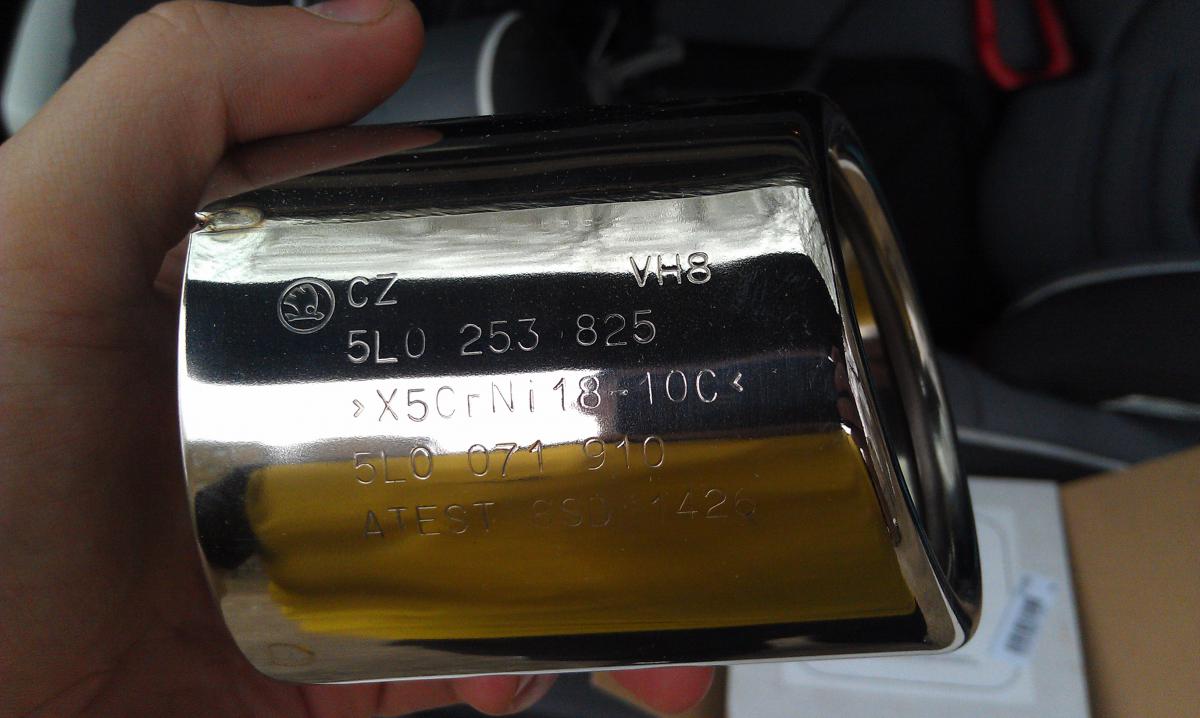 CZ VH8
5L0 253 825
>X5CrNi18-10C<
5L0 071 910
ATEST 8SD 1426